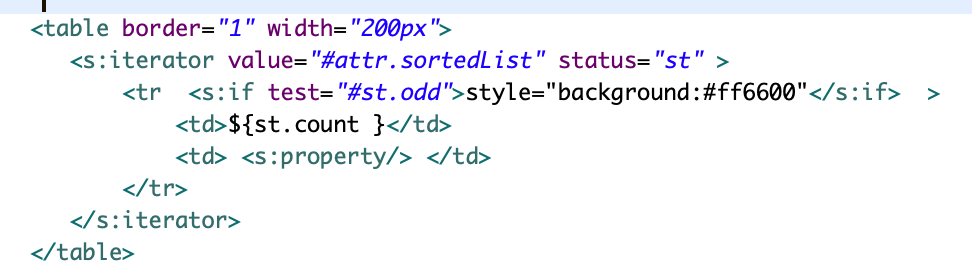 <table border="1" width="200px">
<s:iterator value="#attr.sortedList" status="st" >
<tr  <s:if test="#st.odd">style="background:#ff6600"</s:if>  >
<td>${st.count }</td>
<td> <s:property/> </td>
</tr>
</s:iterator>
</table>